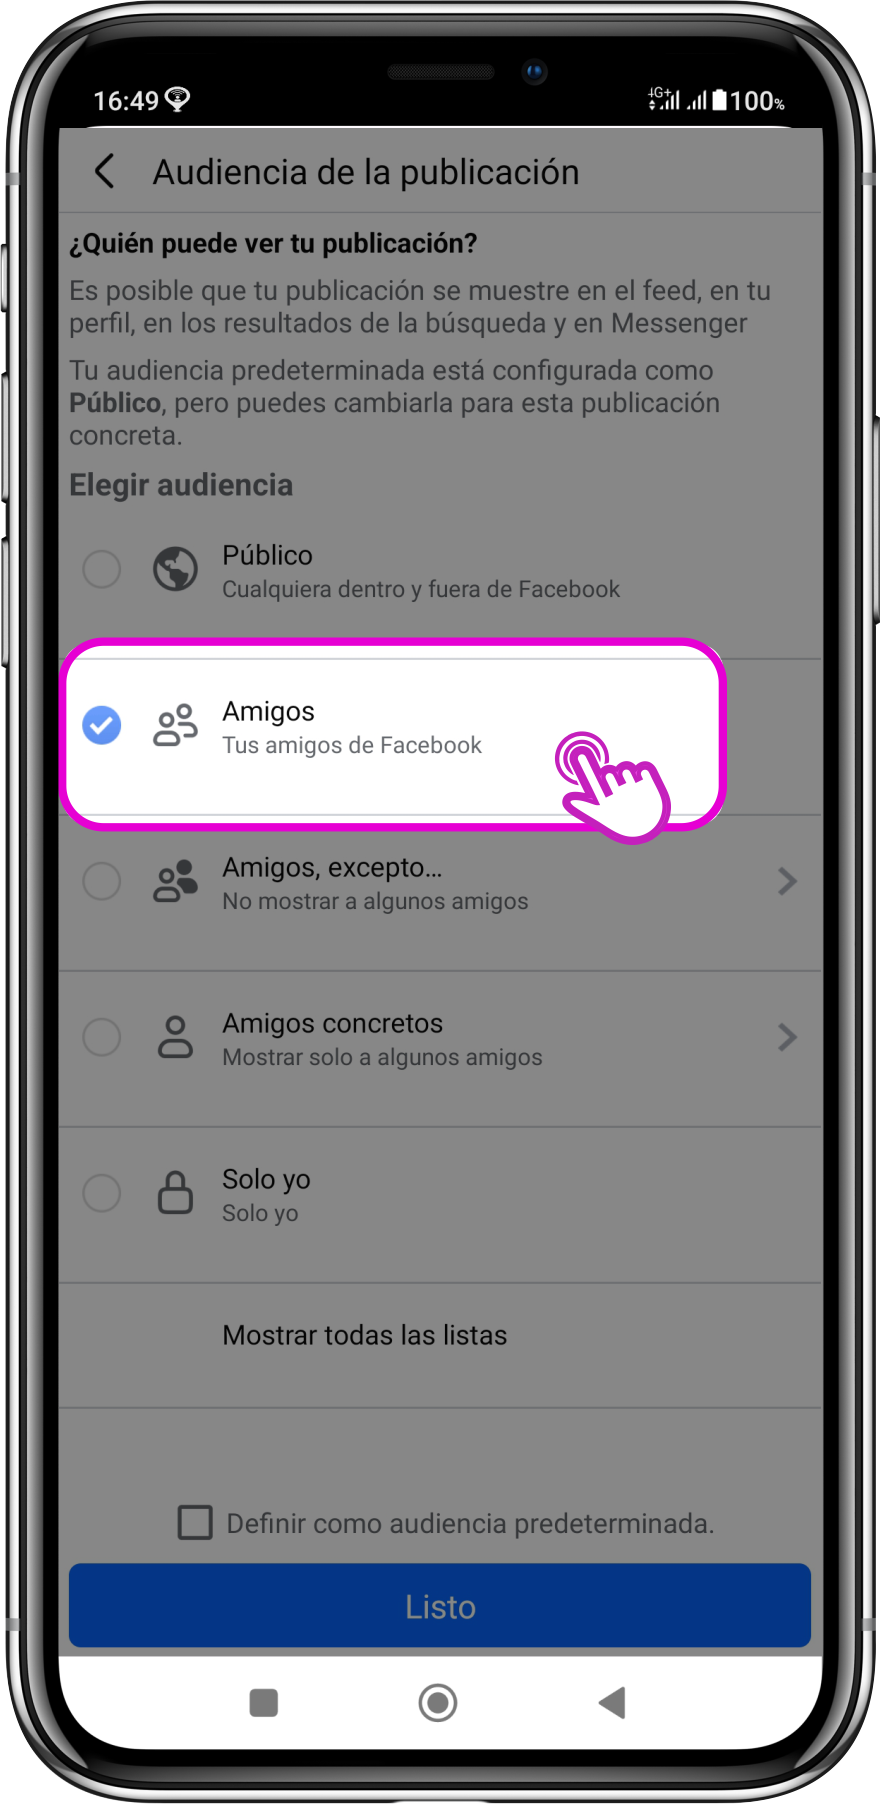 16:49
4G+
100%
Audiencia de la publicación
¿Quién puede ver tu publicación?
Es posible que tu publicación se muestre en el feed, en tu
perfil, en los resultados de la búsqueda y en Messenger
Tu audiencia predeterminada está configurada como
Público, pero puedes cambiarla para esta publicación
concreta.
Elegir audiencia
Público
Cualquiera dentro y fuera de Facebook
Amigos
Tus amigos de Facebook
Amigos, excepto...
No mostrar a algunos amigos
Amigos concretos
Mostrar solo a algunos amigos
Solo yo
Solo yo
Mostrar todas las listas
Definir como audiencia predeterminada.
Listo